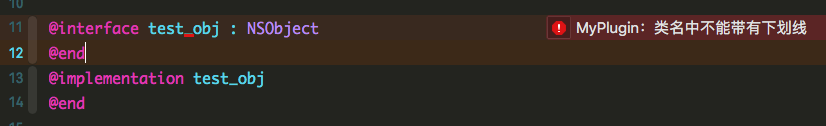 11 @interface test_obj : NSObject MyPlugin：类名中不能带有下划线
12 @end
13 @implementation test_obj
14 @end